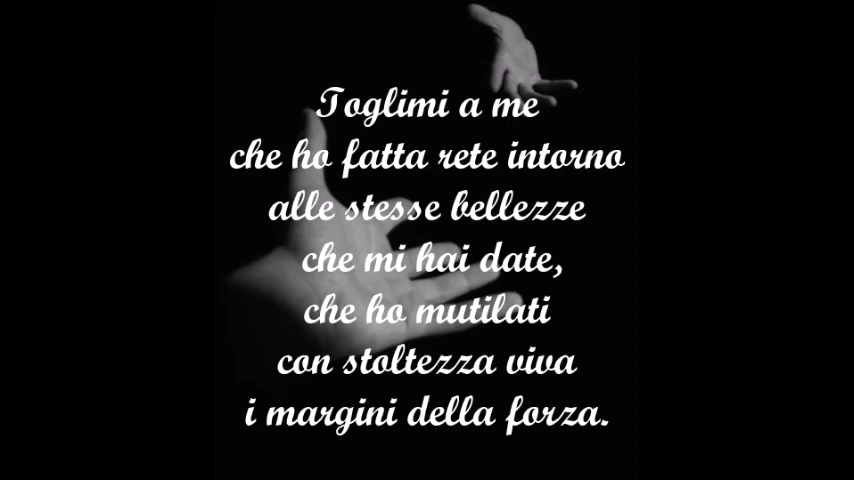 Toglimi a me
che ho fatta rete intorno
alle stesse bellezze
che mi hai date,
che ho mutilati
con stoltezza viva
i margini della forza.